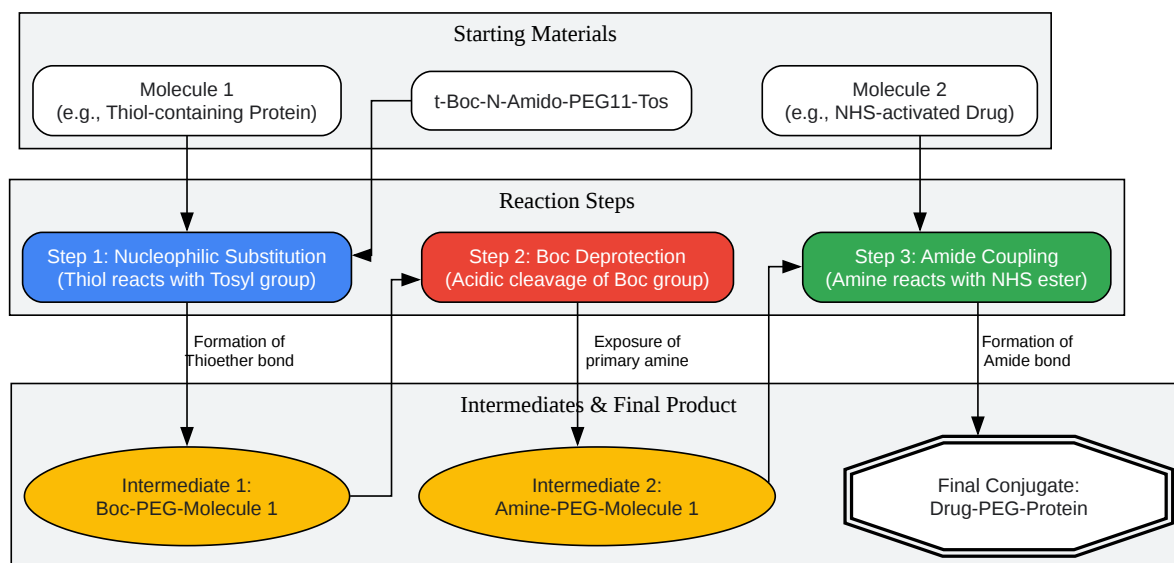 Starting Materials
Molecule 1
(e.g., Thiol-containing Protein)
t-Boc-N-Amido-PEG11-Tos
Molecule 2
(e.g., NHS-activated Drug)
Reaction Steps
Step 1: Nucleophilic Substitution
(Thiol reacts with Tosyl group)
Step 2: Boc Deprotection
(Acidic cleavage of Boc group)
Step 3: Amide Coupling
(Amine reacts with NHS ester)
Formation of
Thioether bond
Exposure of
primary amine
Formation of
Amide bond
Intermediates & Final Product
Intermediate 1:
Boc-PEG-Molecule 1
Intermediate 2:
Amine-PEG-Molecule 1
Final Conjugate:
Drug-PEG-Protein